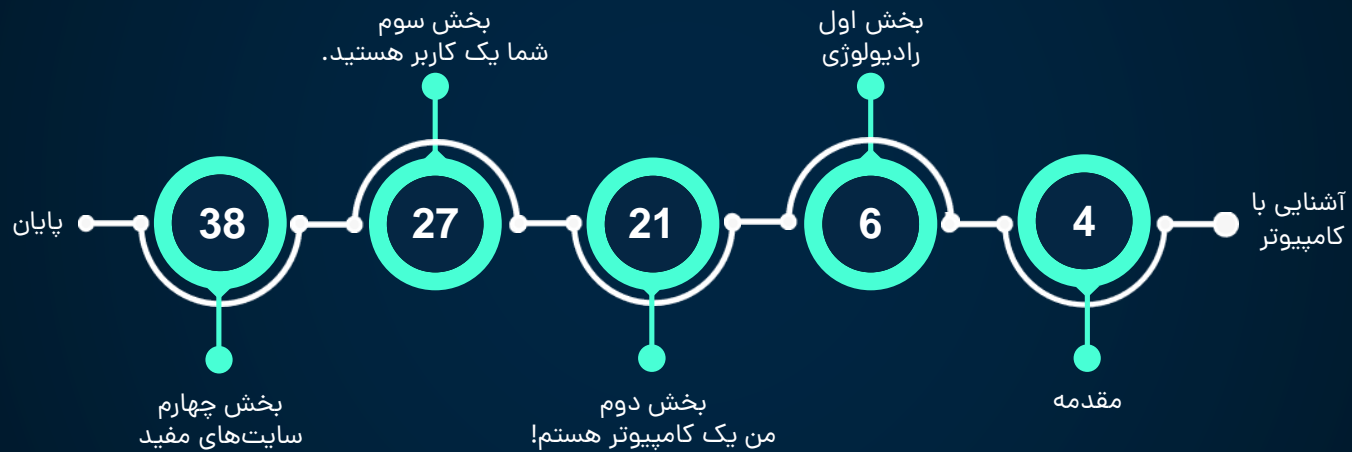 آشنایی با
کامپیوتر
4
مقدمه
6
بخش اول
رادیولوژی
21
بخش دوم
من یک کامپیوتر هستم!
27
بخش سوم
شما یک کاربر هستید.
38
بخش چهارم
سایت‌های مفید
پایان